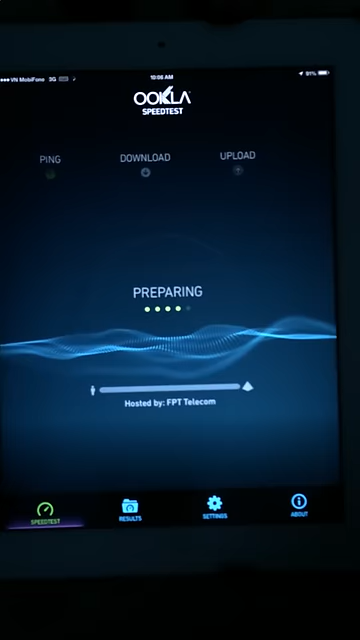 VN MobiFone 3G 10:06 AM 91%
OOKLA
SPEEDTEST
PING DOWNLOAD UPLOAD
PREPARING
Hosted by: FPT Telecom
SPEEDTEST RESULTS SETTINGS ABOUT